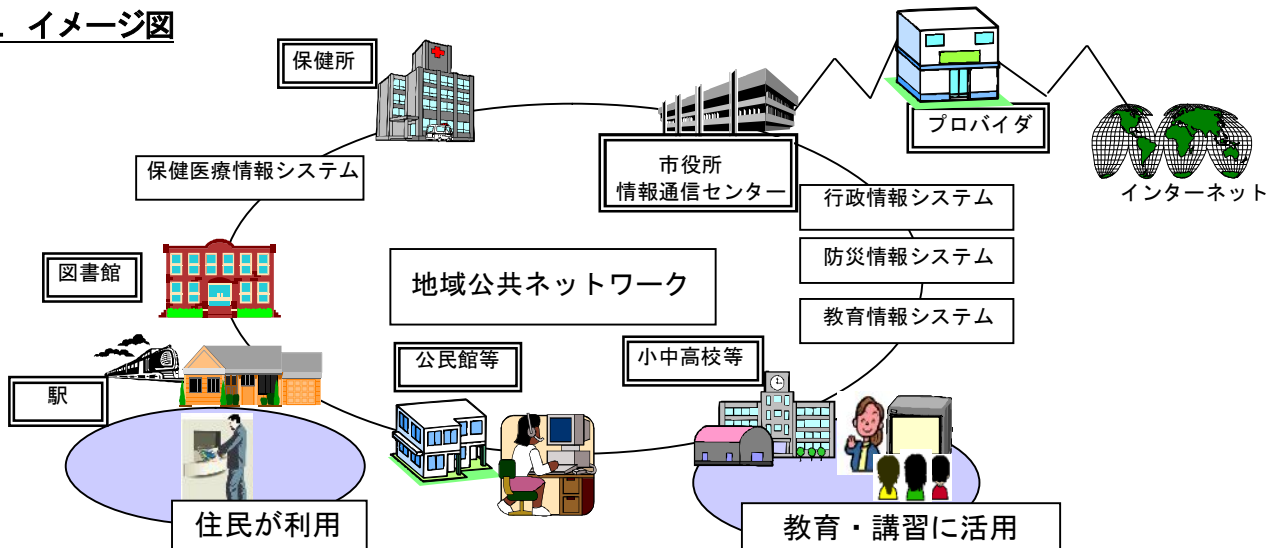 イメージ図
保健所
プロバイダ
市役所
情報通信センター
インターネット
保健医療情報システム
行政情報システム
図書館
防災情報システム
地域公共ネットワーク
教育情報システム
公民館等
小中高校等
駅
住民が利用
教育・講習に活用